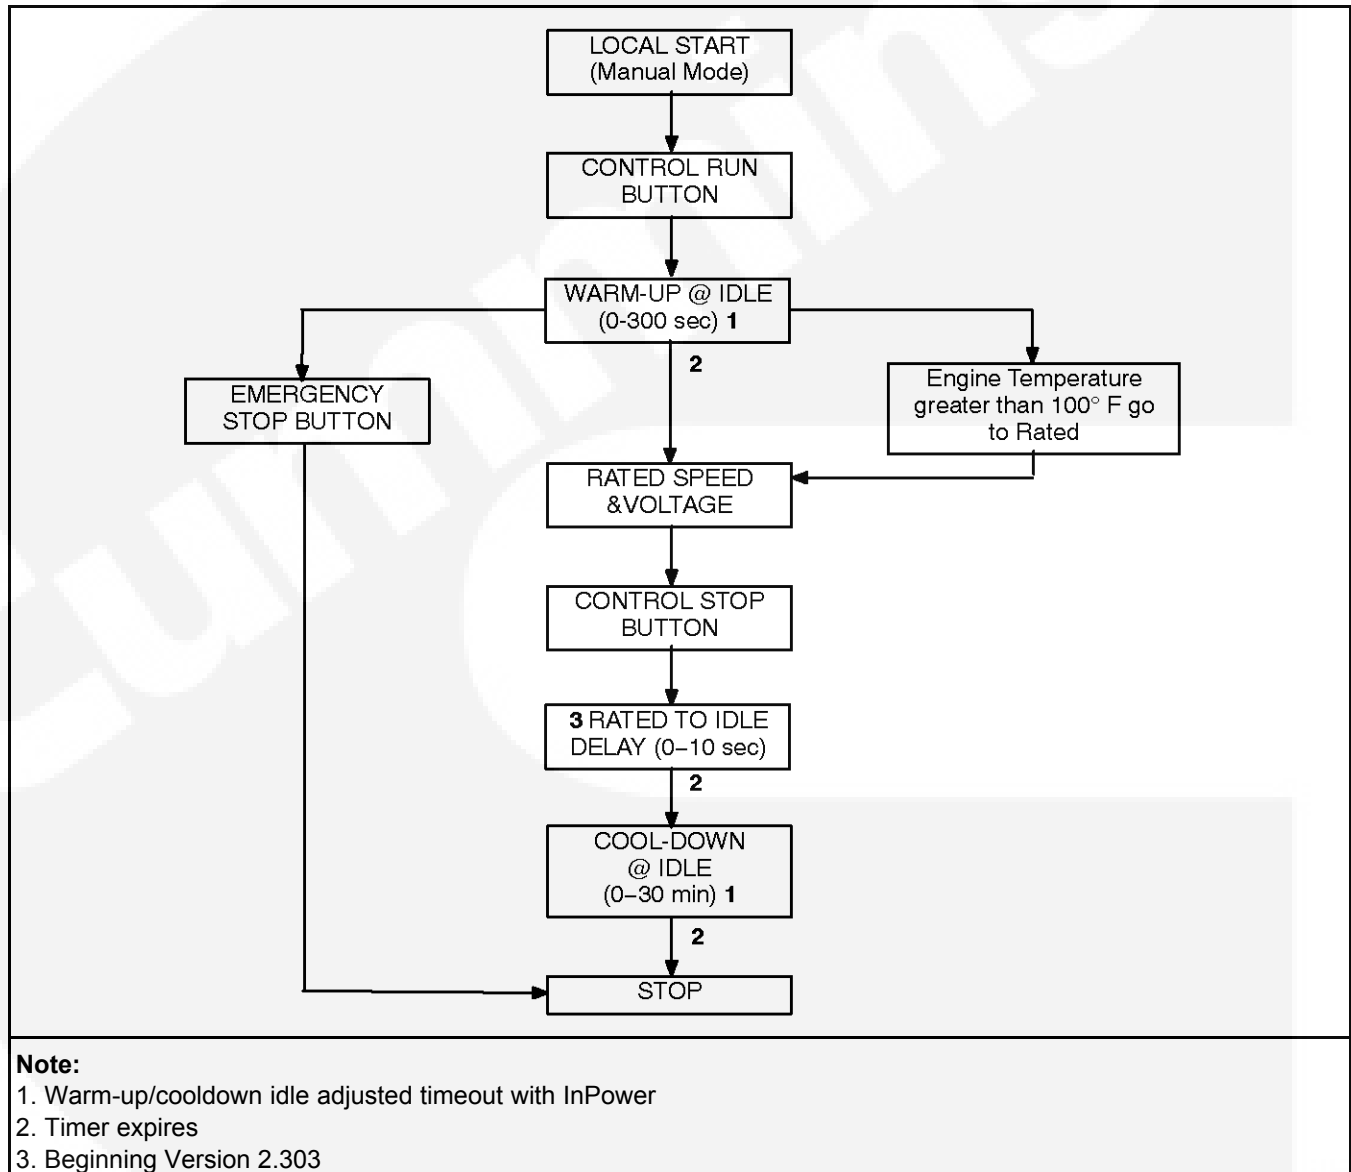 LOCAL START
(Manual Mode)
CONTROL RUN
BUTTON
WARM-UP @ IDLE
(0-300 sec) 1
2
EMERGENCY
STOP BUTTON
Engine Temperature
greater than 100° F go
to Rated
RATED SPEED
&VOLTAGE
CONTROL STOP
BUTTON
3 RATED TO IDLE
DELAY (0–10 sec)
2
COOL-DOWN
@ IDLE
(0–30 min) 1
2
STOP
Note:
1. Warm-up/cooldown idle adjusted timeout with InPower
2. Timer expires
3. Beginning Version 2.303
Cummins